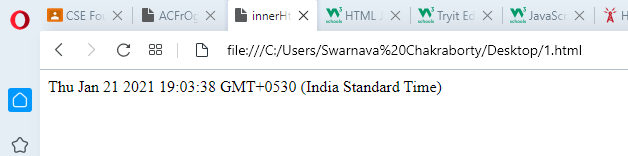 CSE Fou
ACFrOg
innerHt
HTML J
Tryit Ed
JavaScr
H
file:///C:/Users/Swarnava%20Chakraborty/Desktop/1.html
Thu Jan 21 2021 19:03:38 GMT+0530 (India Standard Time)